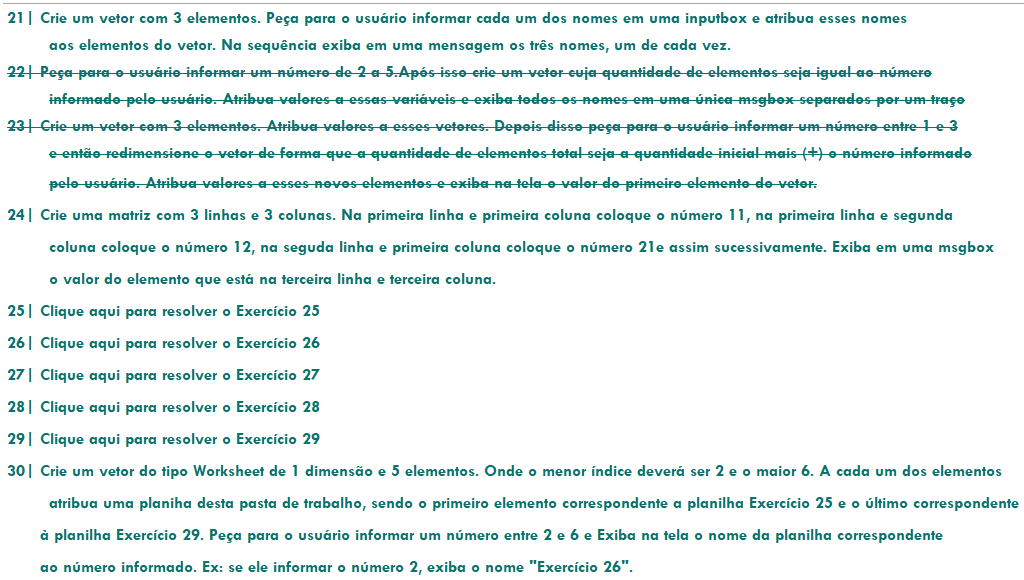 21| Crie um vetor com 3 elementos. Peça para o usuário informar cada um dos nomes em uma inputbox e atribua esses nomes
aos elementos do vetor. Na sequência exiba em uma mensagem os três nomes, um de cada vez.
22| Peça para o usuário informar um número de 2 a 5.Após isso crie um vetor cuja quantidade de elementos seja igual ao número
informado pelo usuário. Atribua valores a essas variáveis e exiba todos os nomes em uma única msgbox separados por um traço
23| Crie um vetor com 3 elementos. Atribua valores a esses vetores. Depois disso peça para o usuário informar um número entre 1 e 3
e então redimensione o vetor de forma que a quantidade de elementos total seja a quantidade inicial mais (+) o número informado
pelo usuário. Atribua valores a esses novos elementos e exiba na tela o valor do primeiro elemento do vetor.
24| Crie uma matriz com 3 linhas e 3 colunas. Na primeira linha e primeira coluna coloque o número 11, na primeira linha e segunda
coluna coloque o número 12, na seguda linha e primeira coluna coloque o número 21e assim sucessivamente. Exiba em uma msgbox
o valor do elemento que está na terceira linha e terceira coluna.
25| Clique aqui para resolver o Exercício 25
26| Clique aqui para resolver o Exercício 26
27| Clique aqui para resolver o Exercício 27
28| Clique aqui para resolver o Exercício 28
29| Clique aqui para resolver o Exercício 29
30| Crie um vetor do tipo Worksheet de 1 dimensão e 5 elementos. Onde o menor índice deverá ser 2 e o maior 6. A cada um dos elementos
atribua uma planiha desta pasta de trabalho, sendo o primeiro elemento correspondente a planilha Exercício 25 e o último correspondente
à planilha Exercício 29. Peça para o usuário informar um número entre 2 e 6 e Exiba na tela o nome da planilha correspondente
ao número informado. Ex: se ele informar o número 2, exiba o nome "Exercício 26".